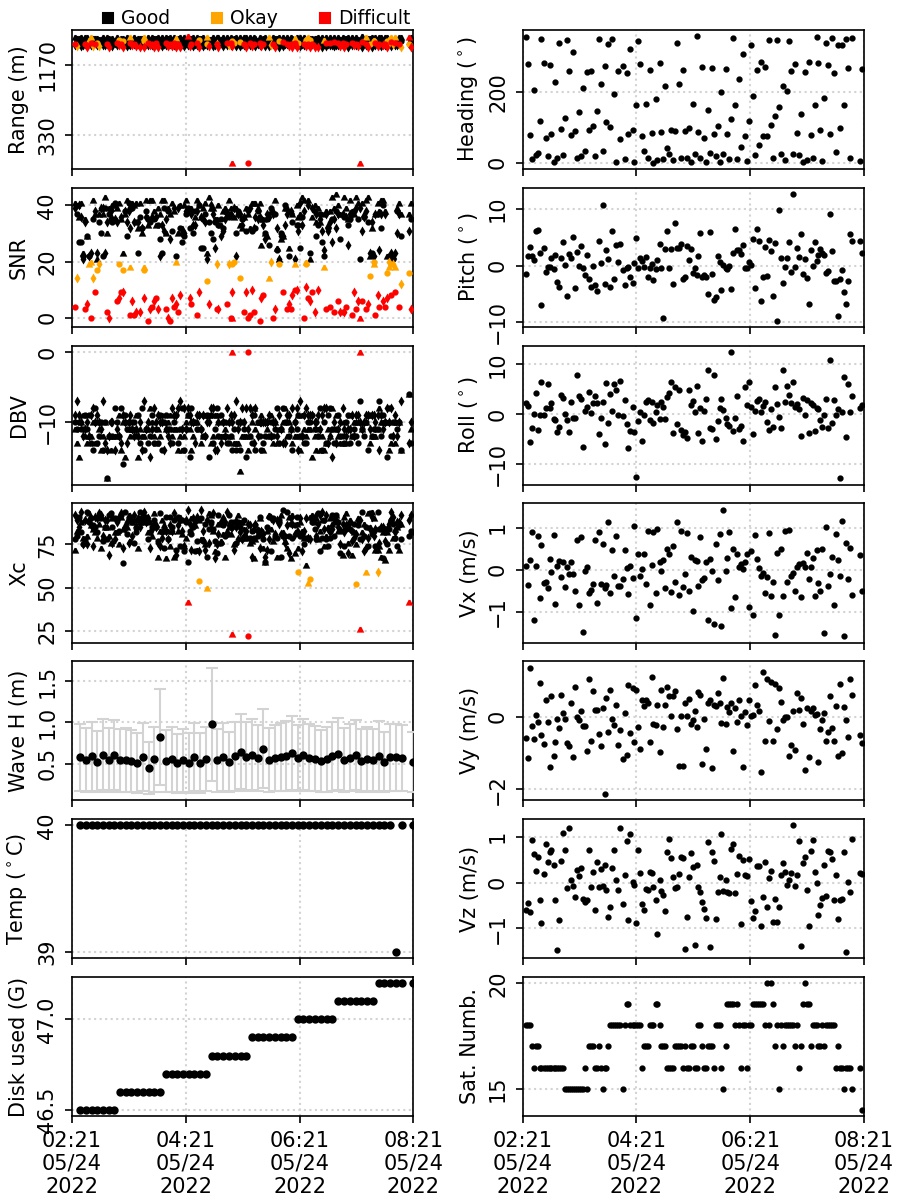 Good Okay Difficult
Range (m)
1170
330
Heading (°)
200
0
SNR
40
20
0
Pitch (°)
10
0
−10
DBV
0
−10
Roll (°)
10
0
−10
Xc
75
50
25
Vx (m/s)
1
0
−1
Wave H (m)
1.5
1.0
0.5
Vy (m/s)
0
−2
Temp (°C)
40
39
Vz (m/s)
1
0
−1
Disk used (G)
47.0
46.5
Sat. Numb.
20
15
02:21 04:21 06:21 08:21 02:21 04:21 06:21 08:21
05/24 05/24 05/24 05/24 05/24 05/24 05/24 05/24
2022 2022 2022 2022 2022 2022 2022 2022